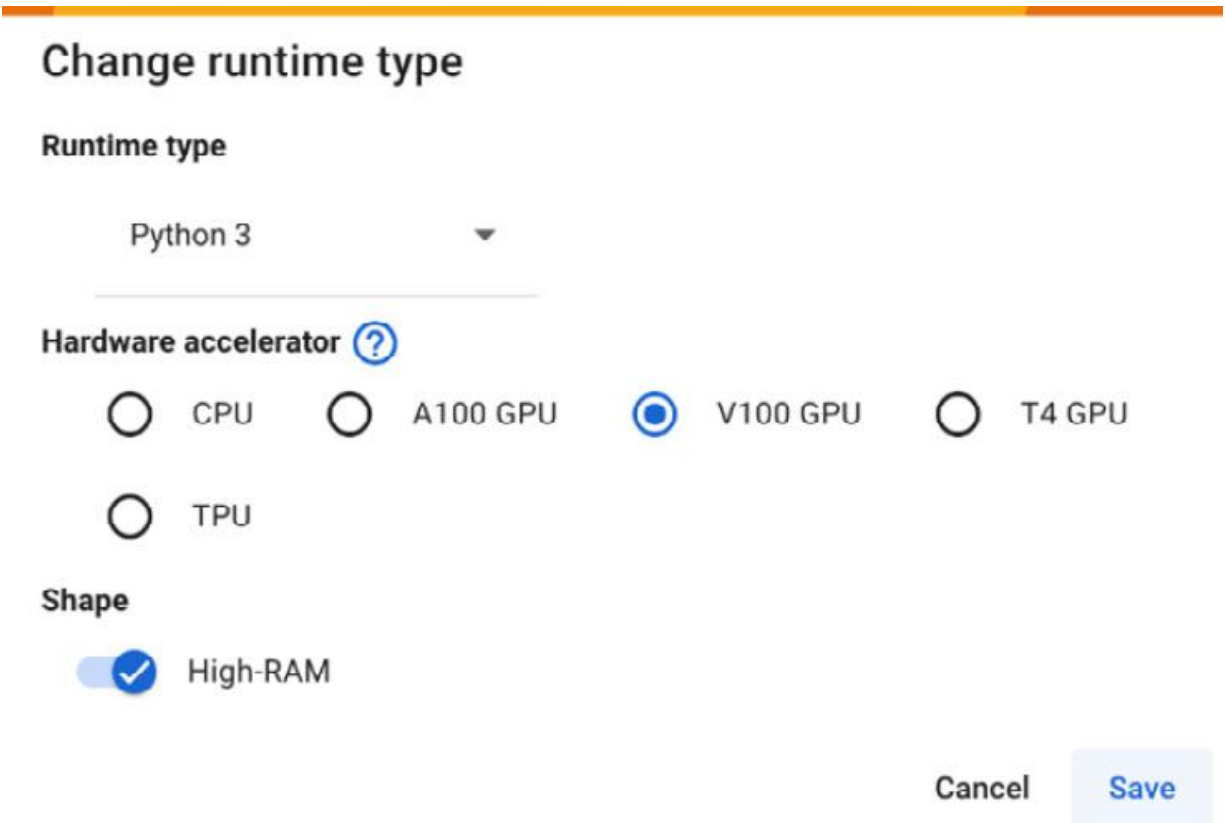 Change runtime type
Runtime type
Python 3
Hardware accelerator ?
CPU A100 GPU V100 GPU T4 GPU
TPU
Shape
High-RAM
Cancel Save